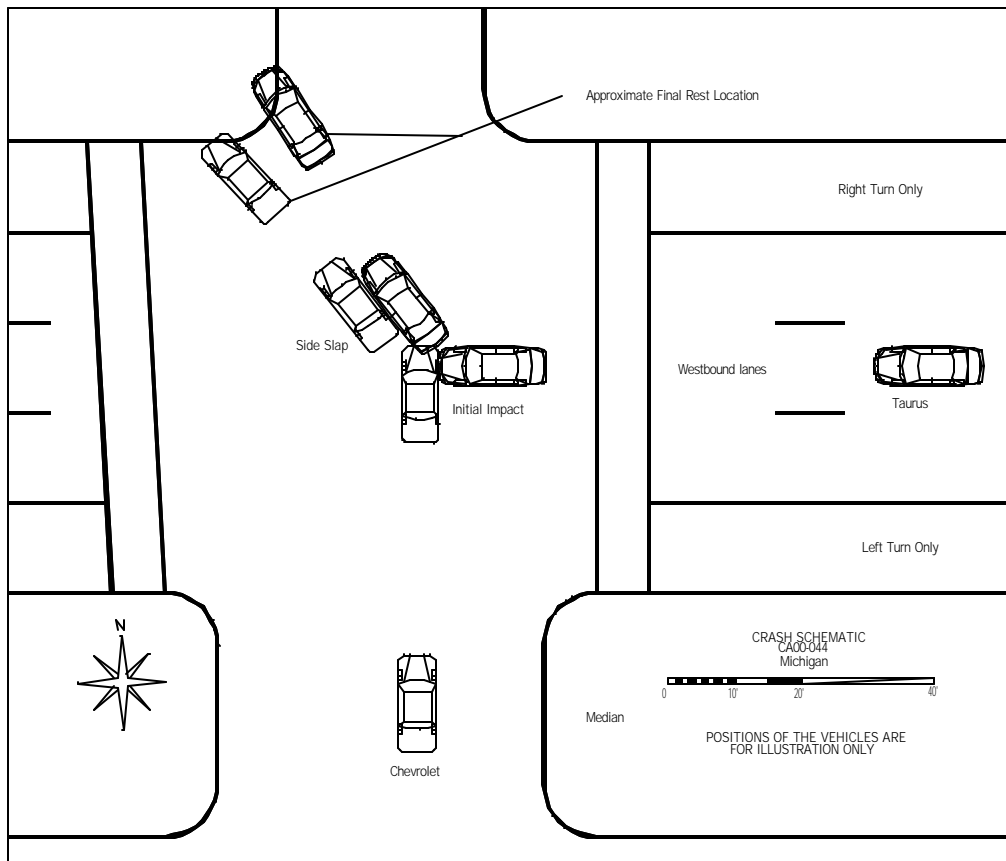 Approximate Final Rest Location
Right Turn Only
Side Slap
Westbound lanes
Initial Impact
Taurus
Left Turn Only
N
CRASH SCHEMATIC
CA00-044
Michigan
0 10' 20' 40'
Median
POSITIONS OF THE VEHICLES ARE
FOR ILLUSTRATION ONLY
Chevrolet